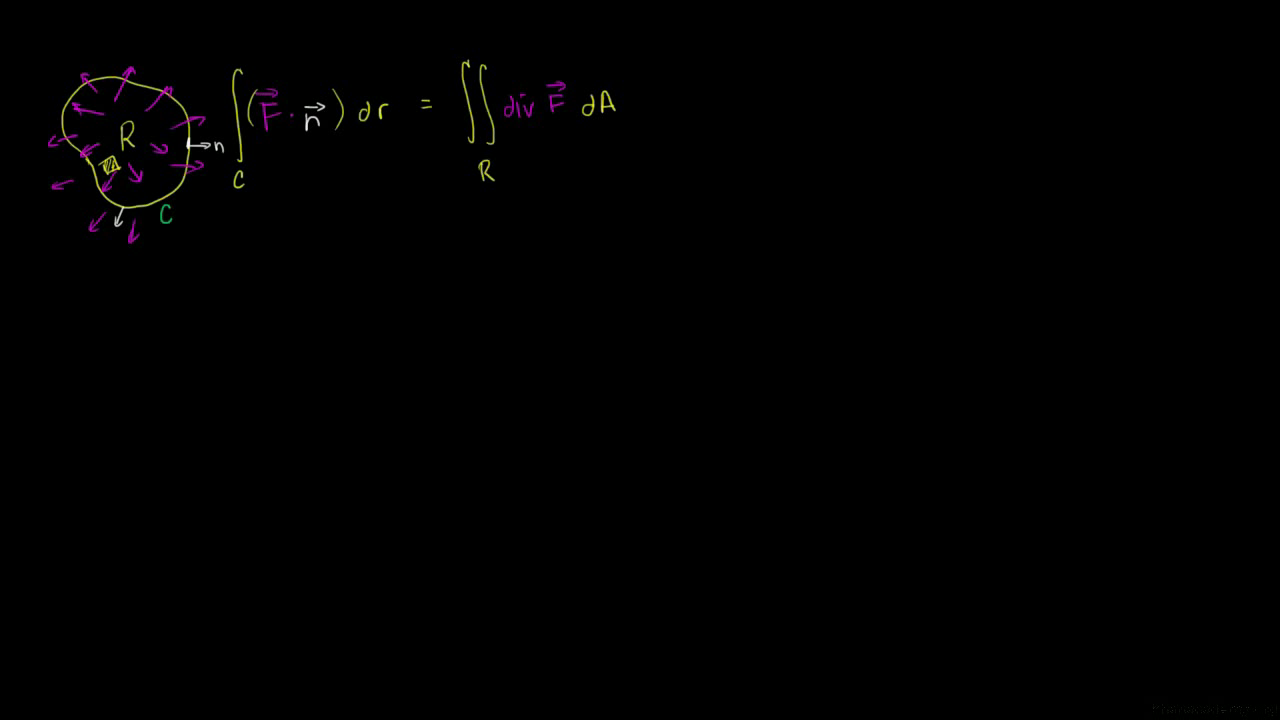 R
n
C
∫ (F⃗ · n⃗) dr = ∬ div F⃗ dA
C R